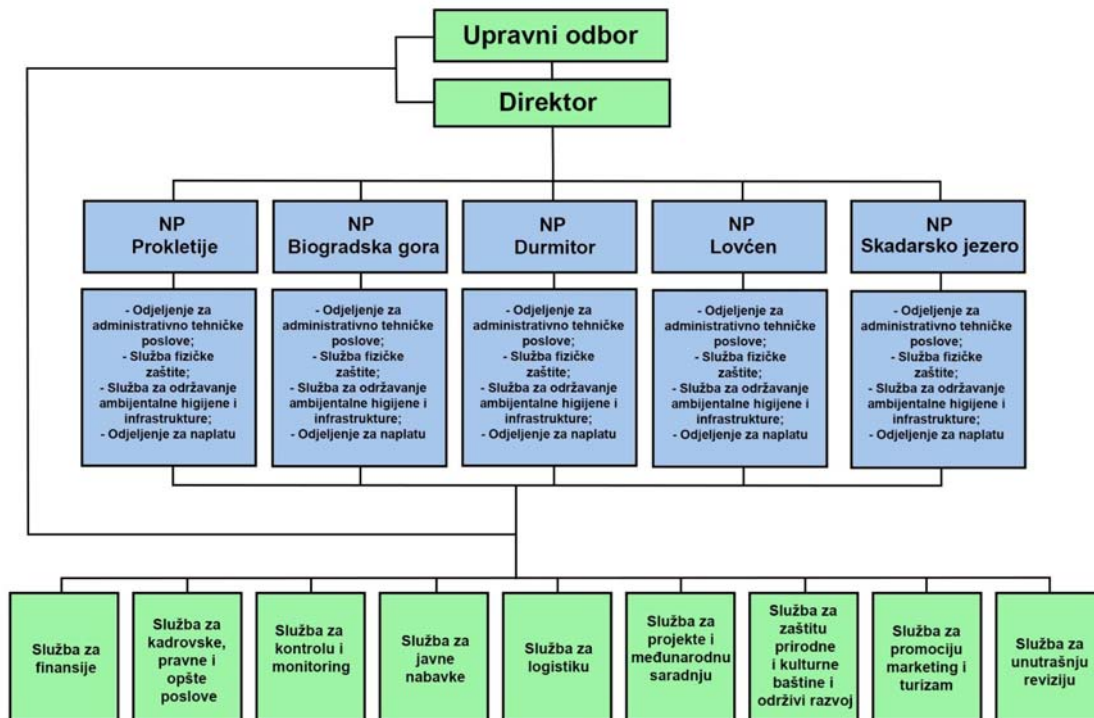 Upravni odbor
Direktor
NP
Prokletije
NP
Biogradska gora
NP
Durmitor
NP
Lovćen
NP
Skadarsko jezero
- Odjeljenje za
administrativno tehničke
poslove;
- Služba fizičke
zaštite;
- Služba za održavanje
ambijentalne higijene i
infrastrukture;
- Odjeljenje za naplatu
- Odjeljenje za
administrativno tehničke
poslove;
- Služba fizičke
zaštite;
- Služba za održavanje
ambijentalne higijene i
infrastrukture;
- Odjeljenje za naplatu
- Odjeljenje za
administrativno tehničke
poslove;
- Služba fizičke
zaštite;
- Služba za održavanje
ambijentalne higijene i
infrastrukture;
- Odjeljenje za naplatu
- Odjeljenje za
administrativno tehničke
poslove;
- Služba fizičke
zaštite;
- Služba za održavanje
ambijentalne higijene i
infrastrukture;
- Odjeljenje za naplatu
- Odjeljenje za
administrativno tehničke
poslove;
- Služba fizičke
zaštite;
- Služba za održavanje
ambijentalne higijene i
infrastrukture;
- Odjeljenje za naplatu
Služba za
finansije
Služba za
kadrovske,
pravne i
opšte
poslove
Služba za
kontrolu i
monitoring
Služba za
javne
nabavke
Služba za
logistiku
Služba za
projekte i
međunarodnu
saradnju
Služba za
zaštitu
prirodne
i kulturne
baštine i
održivi razvoj
Služba za
promociju
marketing i
turizam
Služba za
unutrašnju
reviziju